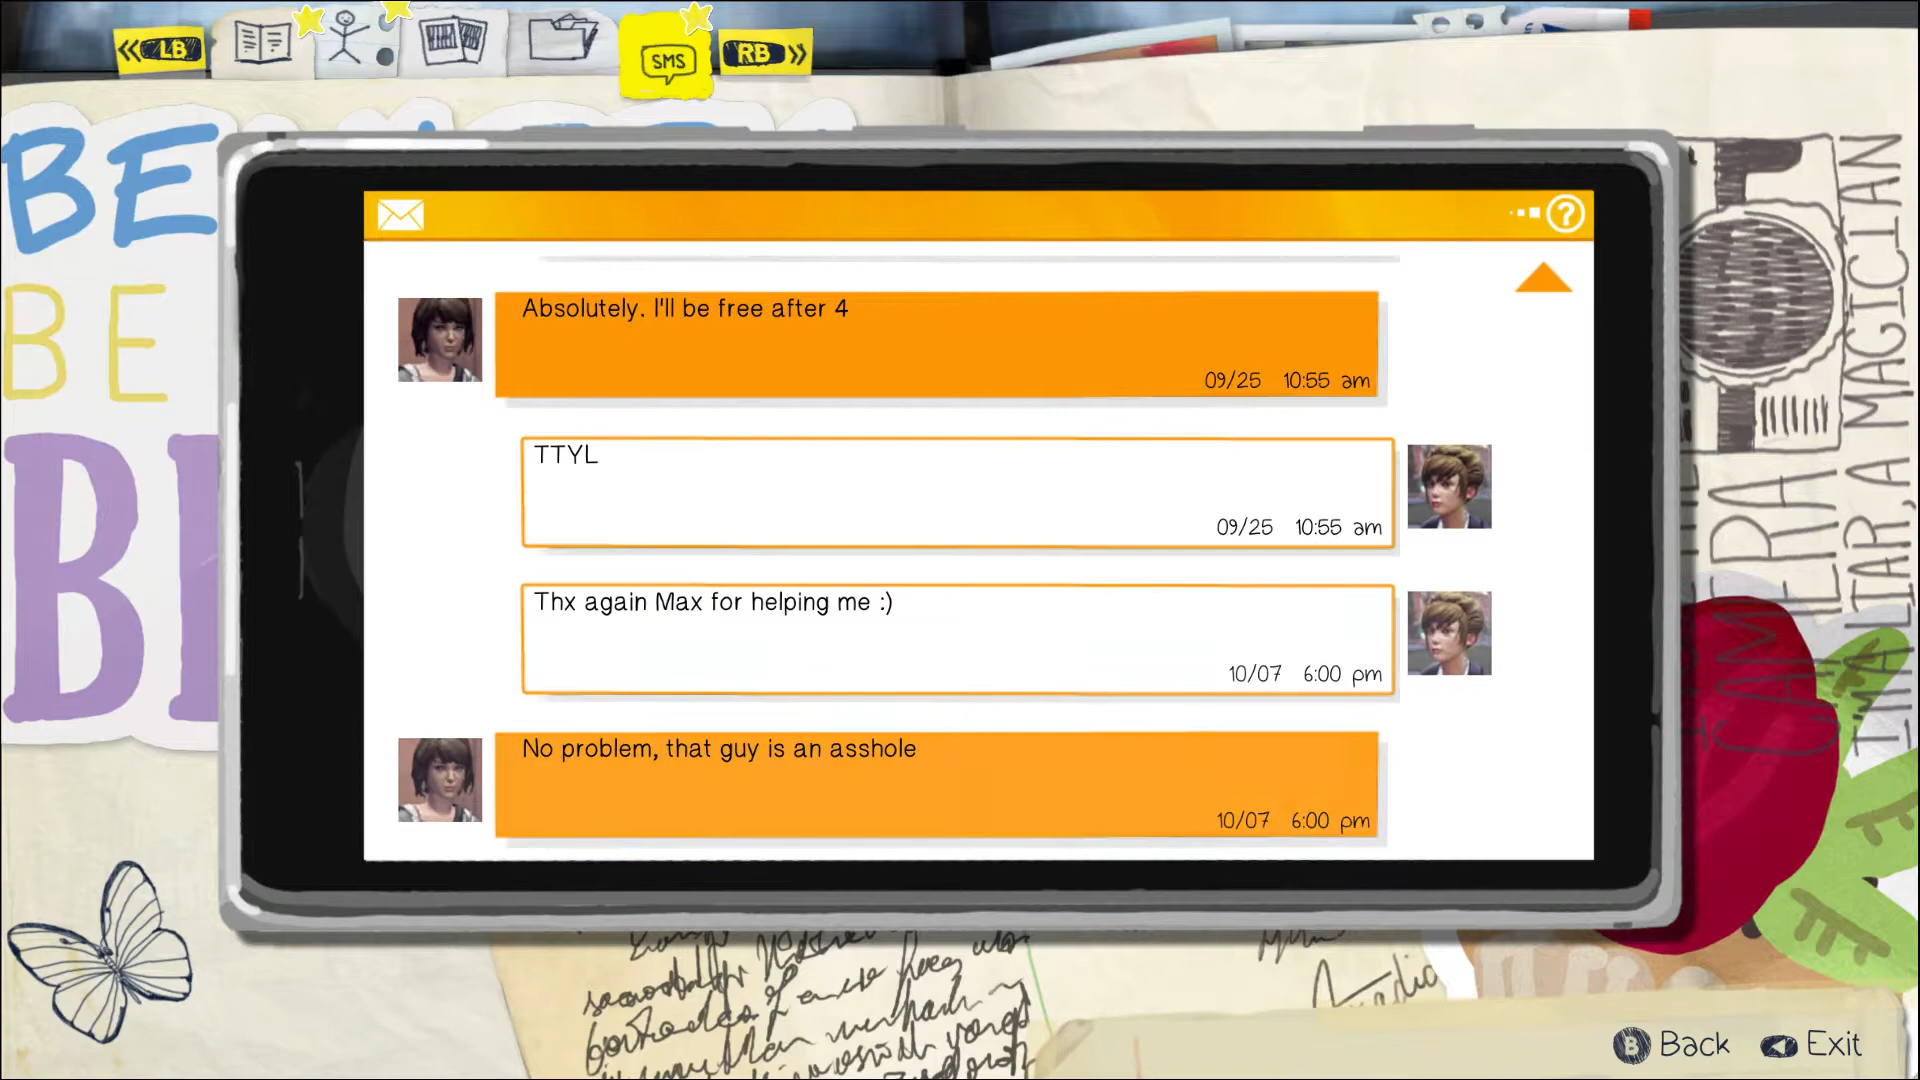 LB
SMS
RB
BE
BE
Absolutely. I'll be free after 4
09/25 10:55 am
TTYL
09/25 10:55 am
Thx again Max for helping me :)
10/07 6:00 pm
No problem, that guy is an asshole
10/07 6:00 pm
CAMERA
LIAR, A MAGICIAN
B Back
Exit